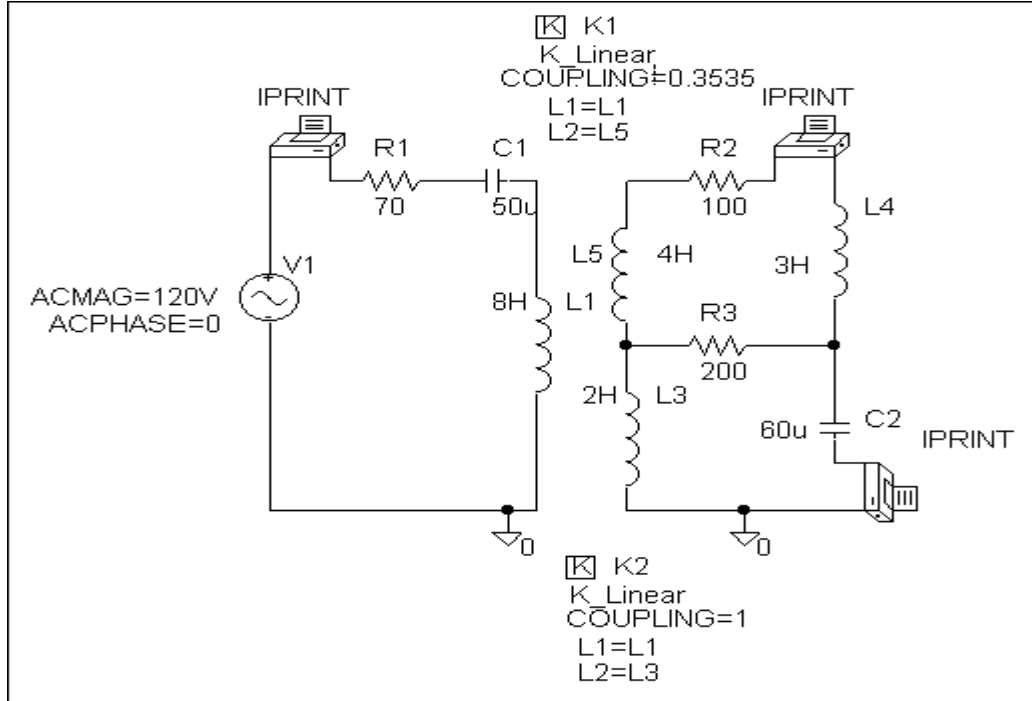 K K1
K_Linear
COUPLING=0.3535
L1=L1
L2=L5
IPRINT
IPRINT
R1
C1
R2
70
50u
100
L4
V1
L5
4H
3H
ACMAG=120V
ACPHASE=0
8H
L1
R3
200
2H
L3
60u
C2
IPRINT
0
0
K K2
K_Linear
COUPLING=1
L1=L1
L2=L3